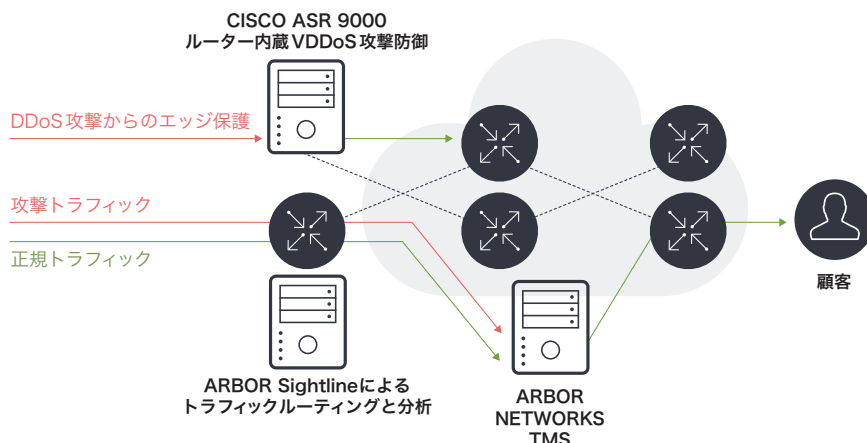 CISCO ASR 9000
ルーター内蔵VDDoS攻撃防御
DDoS攻撃からのエッジ保護
攻撃トラフィック
正規トラフィック
顧客
ARBOR Sightlineによる
トラフィックルーティングと分析
ARBOR
NETWORKS
TMS